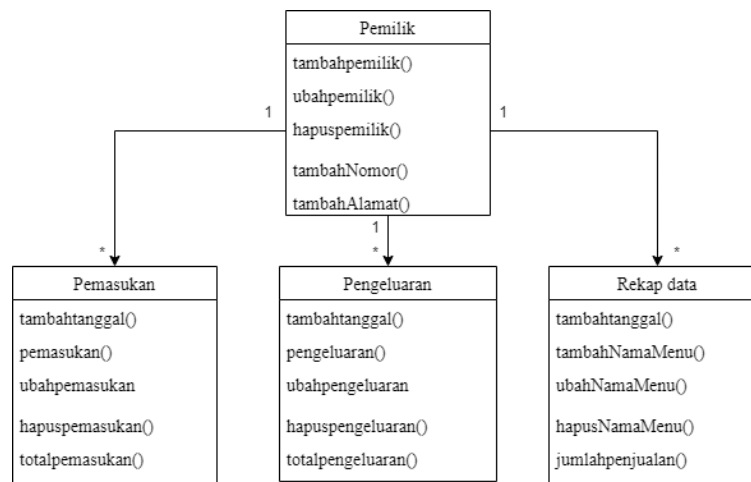 Pemilik
tambahpemilik()
ubahpemilik()
hapuspemilik()
tambahNomor()
tambahAlamat()
1
1
1
*
*
*
Pemasukan
tambahtanggal()
pemasukan()
ubahpemasukan
hapuspemasukan()
totalpemasukan()
Pengeluaran
tambahtanggal()
pengeluaran()
ubahpengeluaran
hapuspengeluaran()
totalpengeluaran()
Rekap data
tambahtanggal()
tambahNamaMenu()
ubahNamaMenu()
hapusNamaMenu()
jumlahpenjualan()